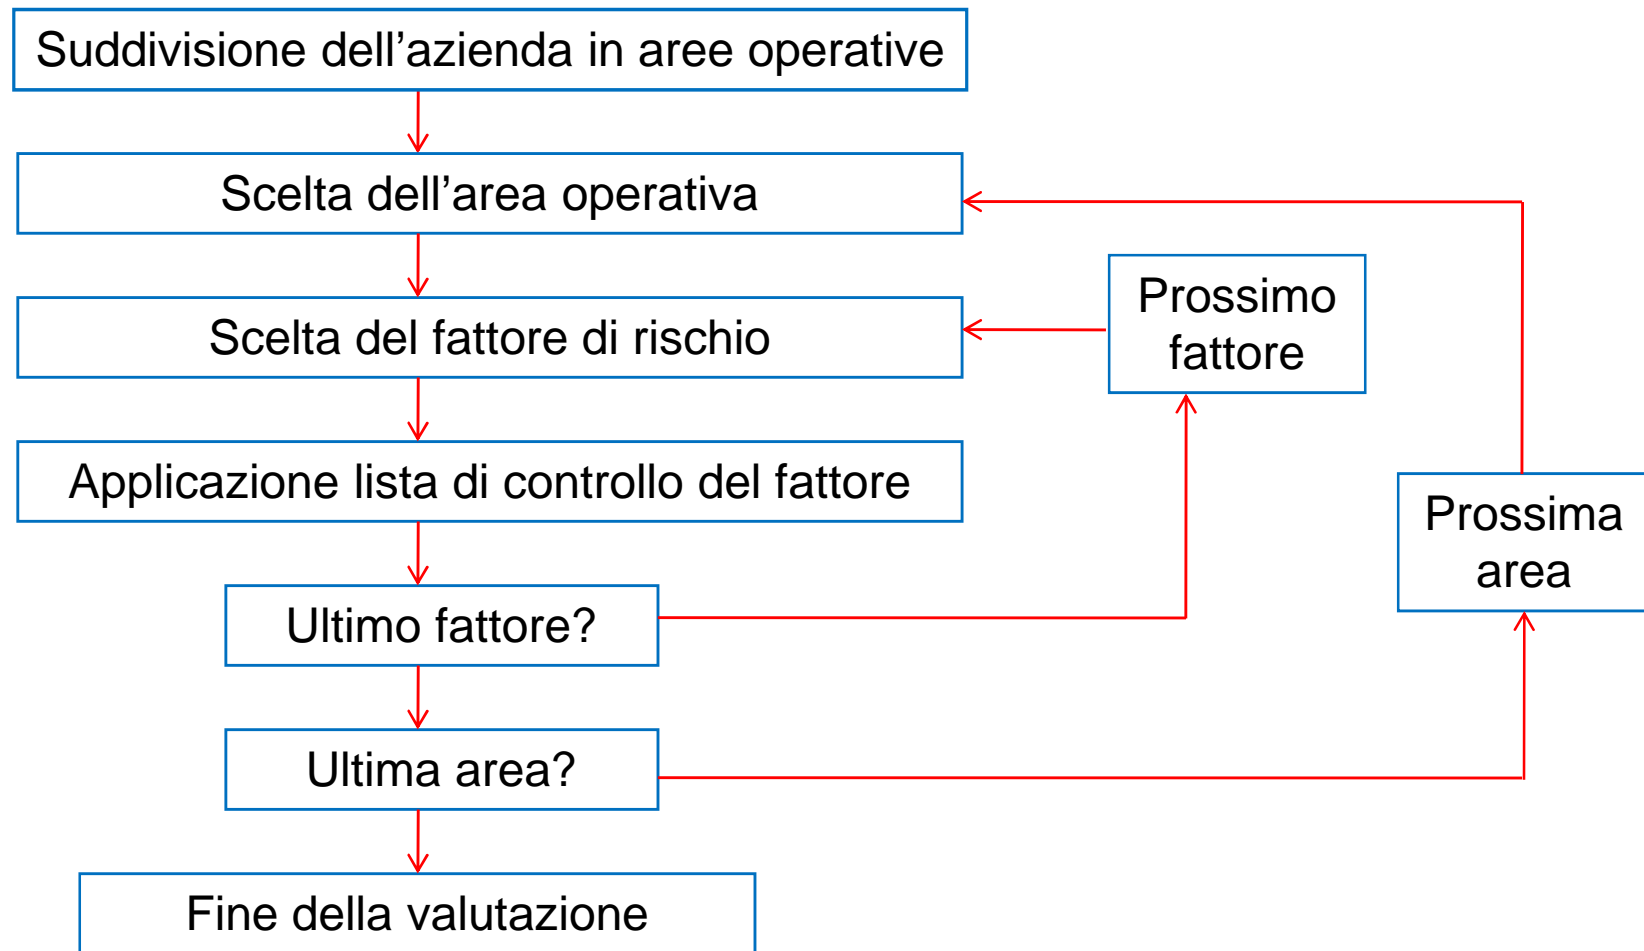 Suddivisione dell’azienda in aree operative
Scelta dell’area operativa
Scelta del fattore di rischio
Prossimo
fattore
Applicazione lista di controllo del fattore
Prossima
area
Ultimo fattore?
Ultima area?
Fine della valutazione